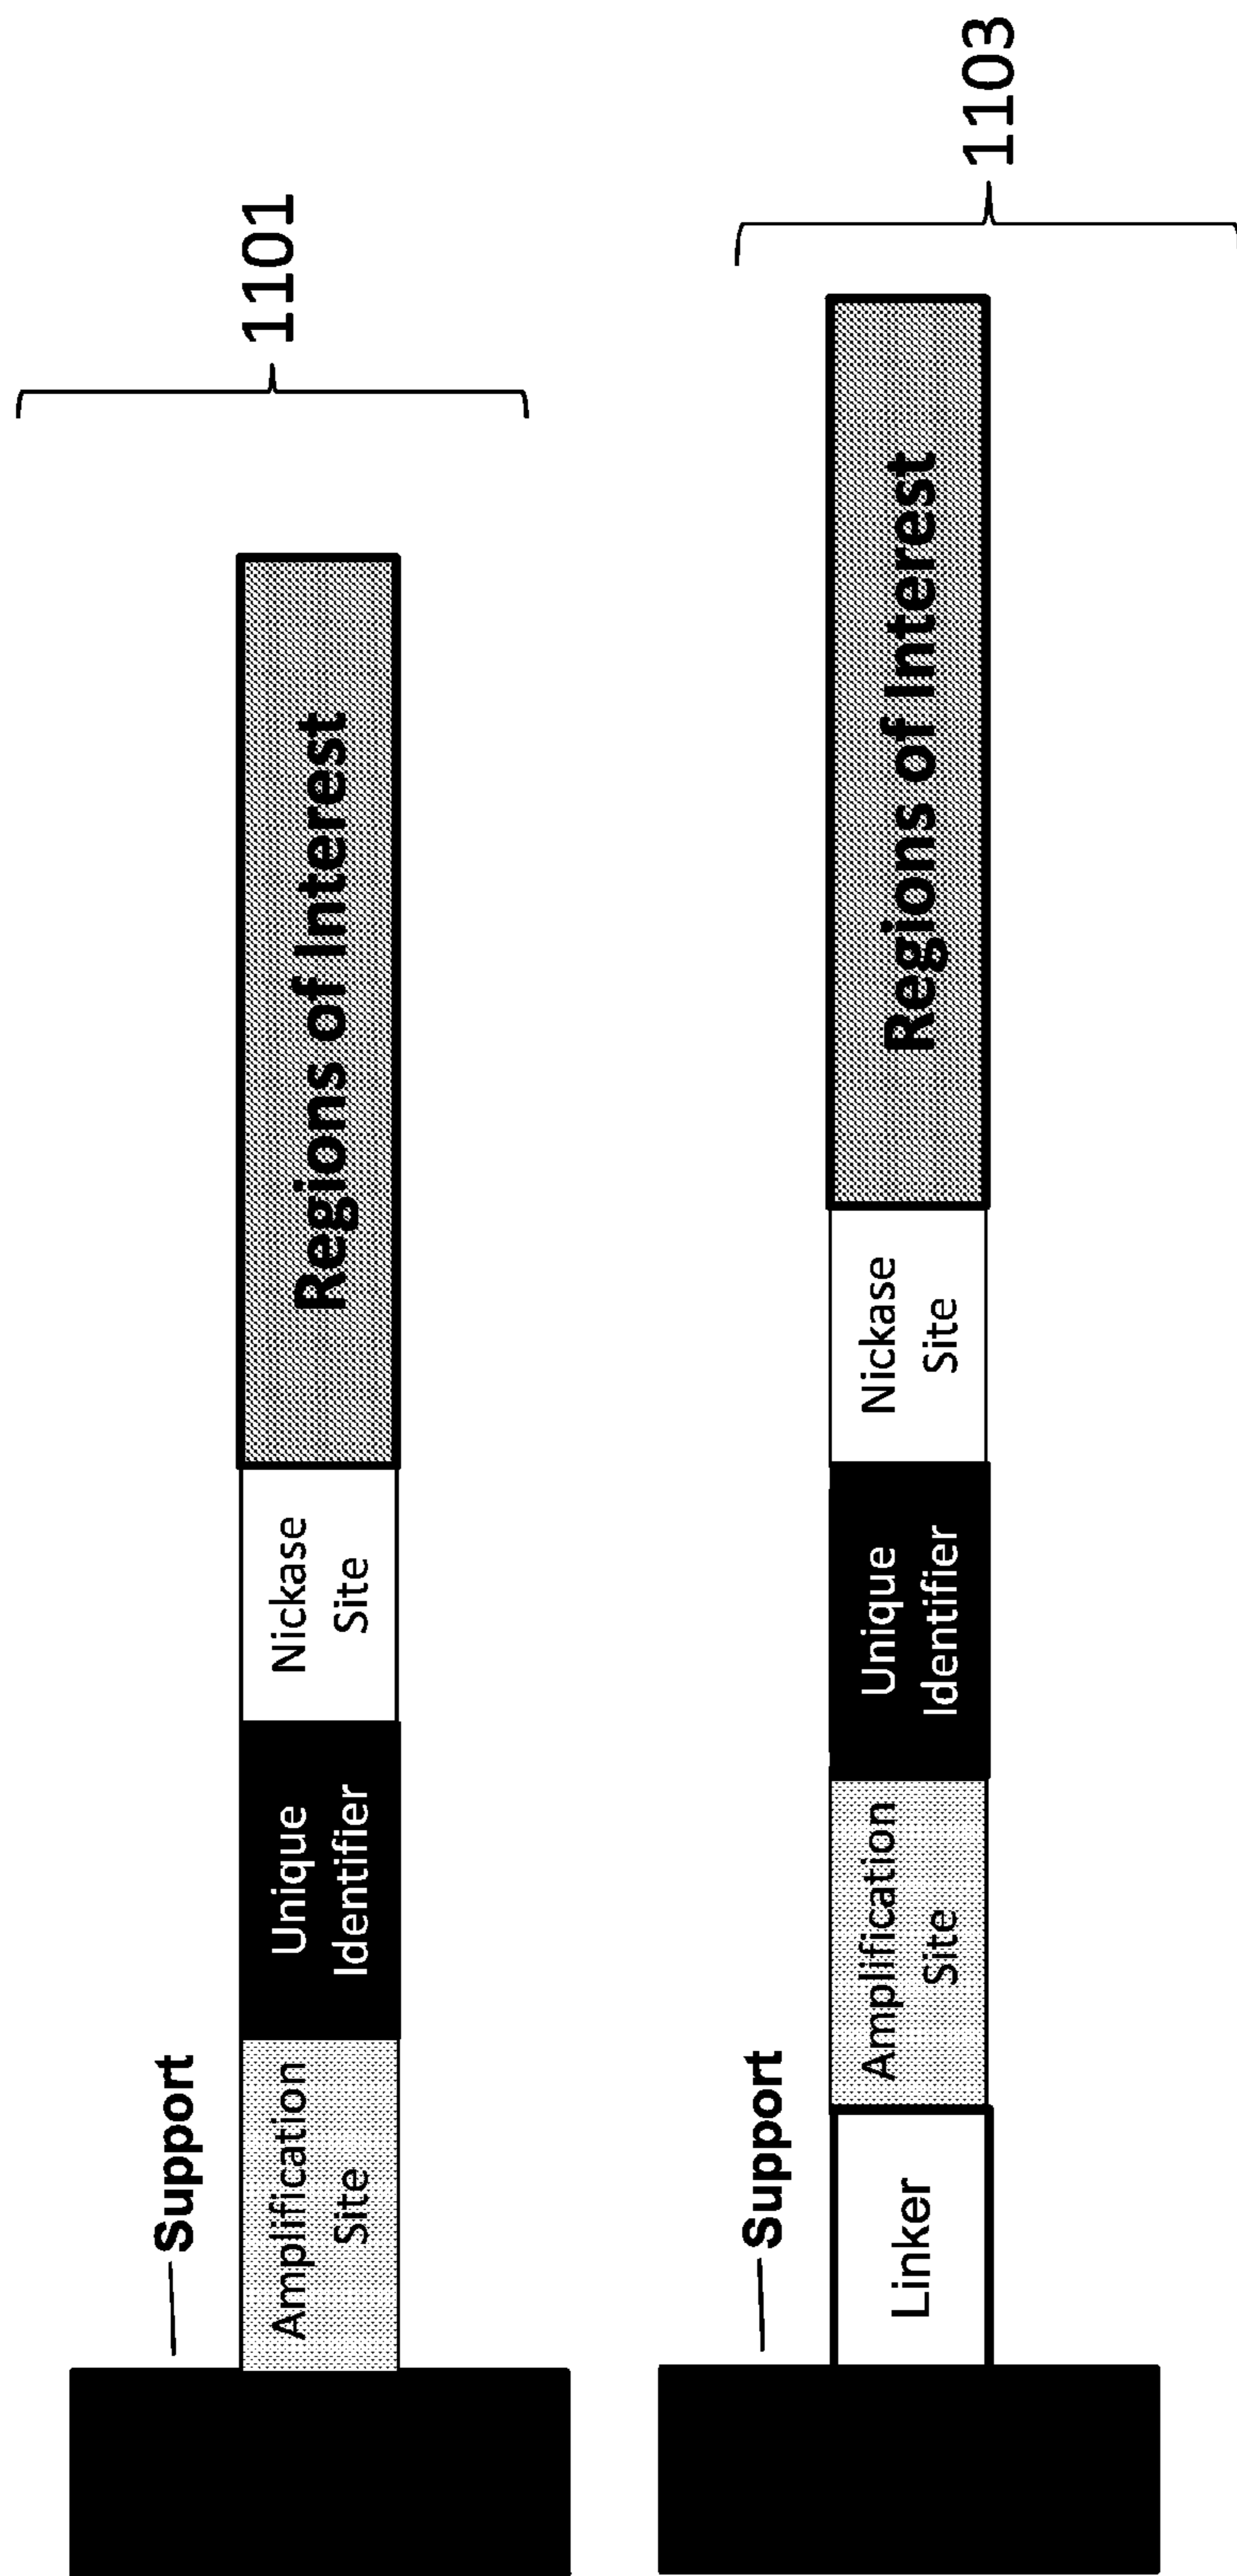 Support
Amplification
Site
Unique
Identifier
Nickase
Site
Regions of Interest
1101
Support
Linker
Amplification
Site
Unique
Identifier
Nickase
Site
Regions of Interest
1103